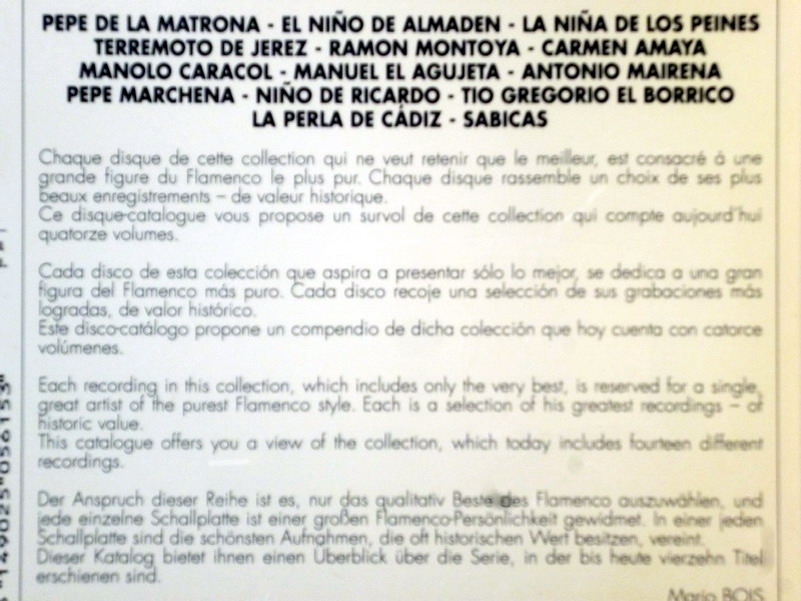 PEPE DE LA MATRONA - EL NIÑO DE ALMADEN - LA NIÑA DE LOS PEINES
TERREMOTO DE JEREZ - RAMON MONTOYA - CARMEN AMAYA
MANOLO CARACOL - MANUEL EL AGUJETA - ANTONIO MAIRENA
PEPE MARCHENA - NIÑO DE RICARDO - TIO GREGORIO EL BORRICO
LA PERLA DE CÁDIZ - SABICAS
Chaque disque de cette collection qui ne veut retenir que le meilleur, est consacré á une
grande figure du Flamenco le plus pur. Chaque disque rassemble un choix de ses plus
beaux enregistrements – de valeur historique.
Ce disque-catalogue vous propose un survol de cette collection qui compte aujourd'hui
quatorze volumes.
Cada disco de esta colección que aspira a presentar sólo lo mejor, se dedica a una gran
figura del Flamenco más puro. Cada disco recoje una selección de sus grabaciones más
logradas, de valor histórico.
Este disco-catálogo propone un compendio de dicha colección que hoy cuenta con catorce
volúmenes.
Each recording in this collection, which includes only the very best, is reserved for a single,
great artist of the purest Flamenco style. Each is a selection of his greatest recordings – of
historic value.
This catalogue offers you a view of the collection, which today includes fourteen different
recordings.
Der Anspruch dieser Reihe ist es, nur das qualitativ Beste des Flamenco auszuwählen, und
jede einzelne Schallplatte ist einer großen Flamenco-Persönlichkeit gewidmet. In einer jeden
Schallplatte sind die schönsten Aufnahmen, die oft historischen Wert besitzen, vereint.
Dieser Katalog bietet ihnen einen Uberblick über die Serie, in der bis heute vierzehn Titel
erschienen sind.
Mario BOIS
149025"056153"